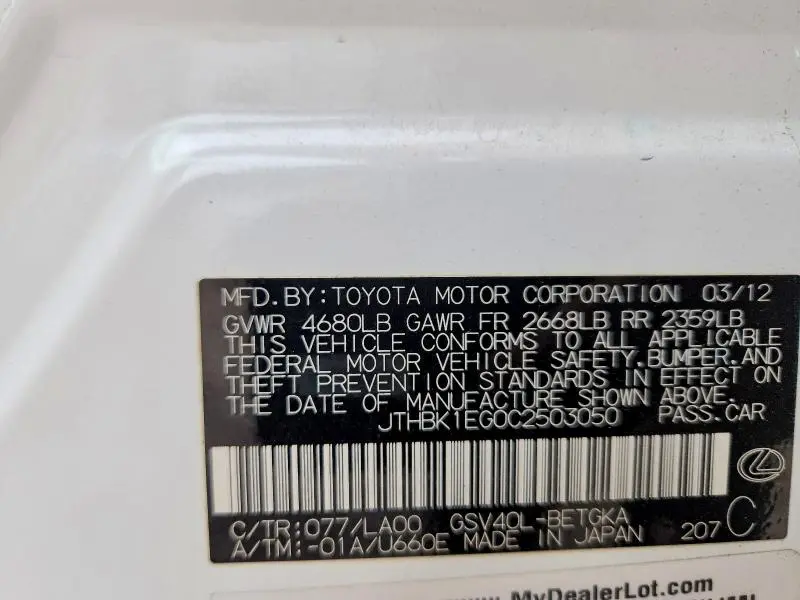 MFD. BY: TOYOTA MOTOR CORPORATION 03/12
GVWR 4680LB GAWR FR 2668LB RR 2359LB
THIS VEHICLE CONFORMS TO ALL APPLICABLE
FEDERAL MOTOR VEHICLE SAFETY, BUMPER, AND
THEFT PREVENTION STANDARDS IN EFFECT ON
THE DATE OF MANUFACTURE SHOWN ABOVE.
JTHBK1EG0C2503050 PASS. CAR
C/TR: 077/LA00 GSV40L-BETGKA
A/TM: -01A/U660E MADE IN JAPAN 207 C
MyDealerLot.com